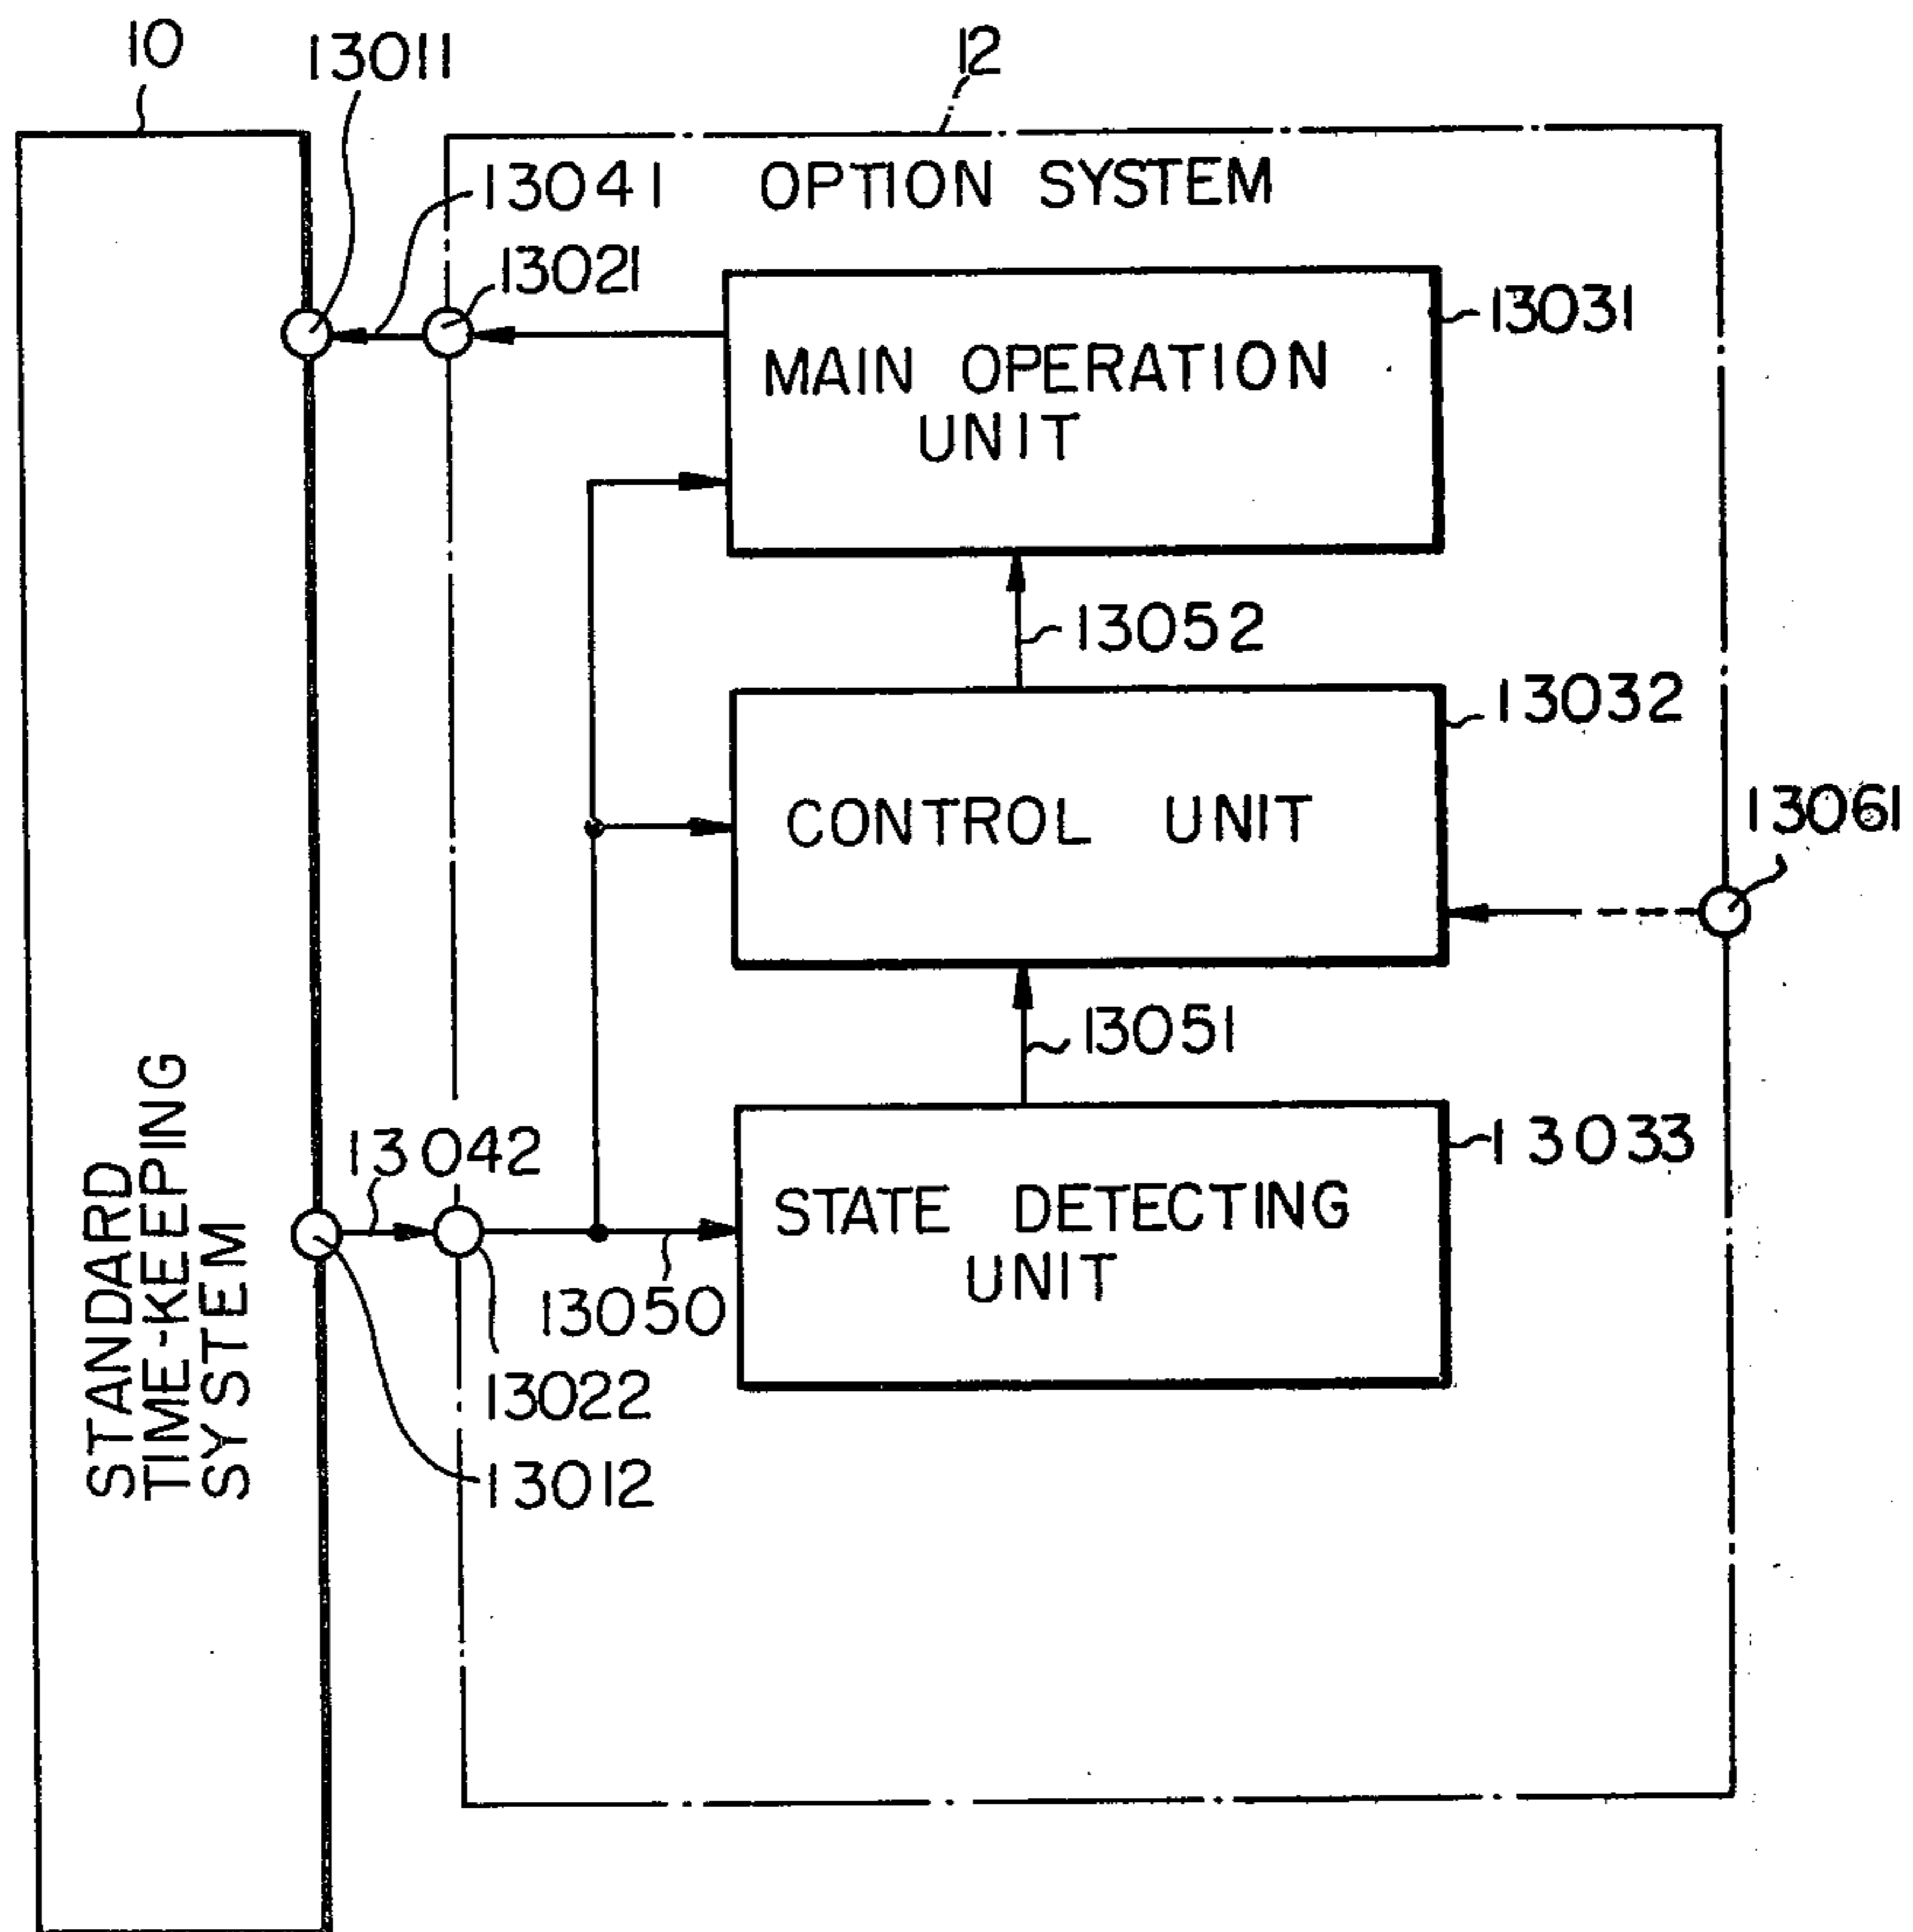 10
13011
12
13041
OPTION SYSTEM
13021
13031
MAIN OPERATION
UNIT
13052
13032
CONTROL UNIT
13061
13051
13042
13033
STATE DETECTING
UNIT
13050
13022
13012
STANDARD
TIME-KEEPING
SYSTEM